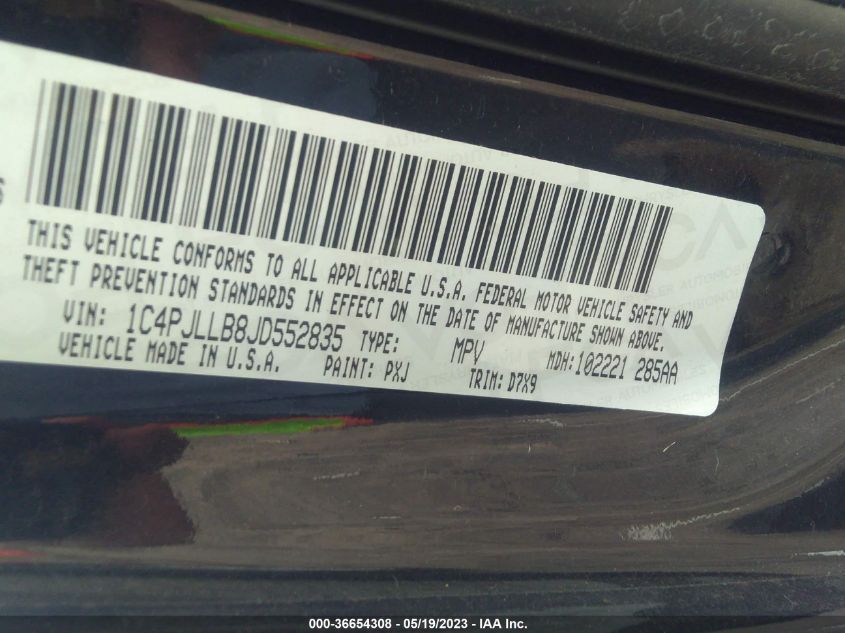 THIS VEHICLE CONFORMS TO ALL APPLICABLE U.S.A. FEDERAL MOTOR VEHICLE SAFETY AND
THEFT PREVENTION STANDARDS IN EFFECT ON THE DATE OF MANUFACTURE SHOWN ABOVE.
VIN: 1C4PJLLB8JD552835 TYPE: MPV MDH:102221 285AA
VEHICLE MADE IN U.S.A. PAINT: PXJ TRIM: D7X9
000-36654308 - 05/19/2023 - IAA Inc.